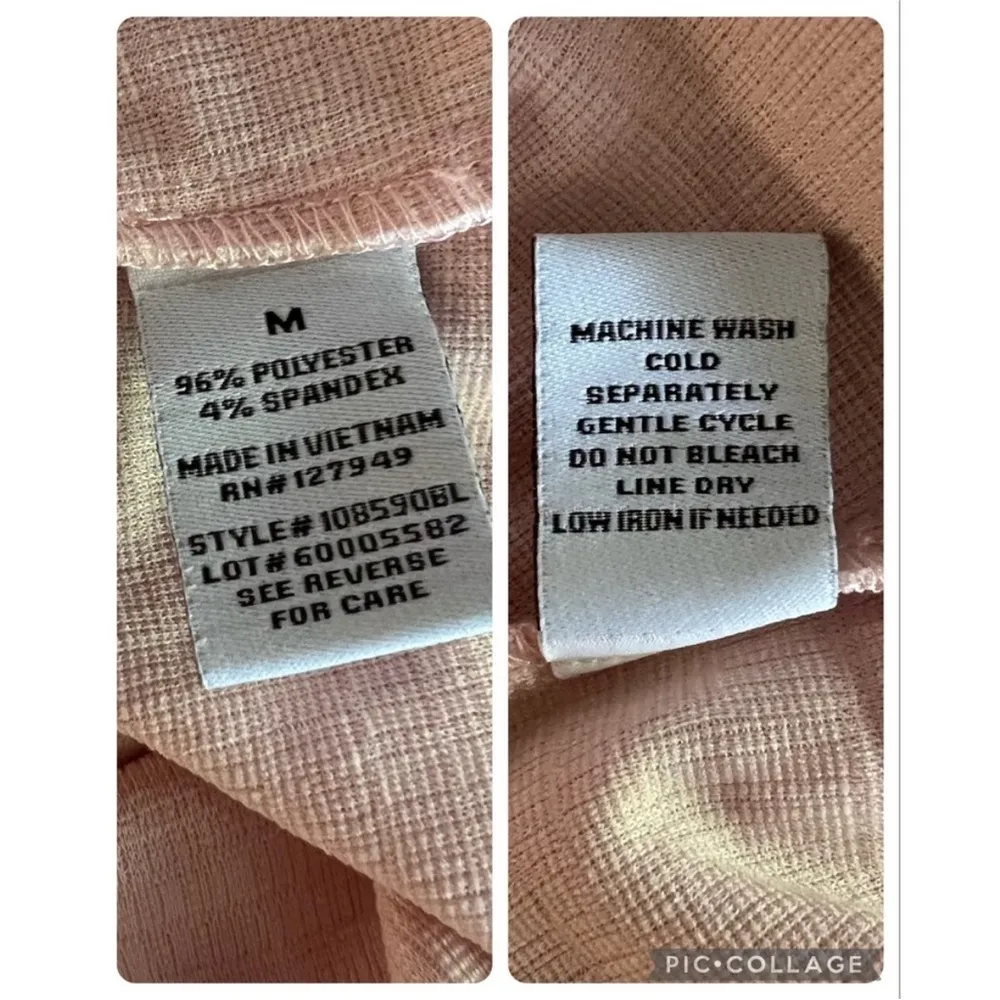 M
96% POLYESTER
4% SPANDEX
MADE IN VIETNAM
RN# 127949
STYLE# 108590BL
LOT# 60005582
SEE REVERSE
FOR CARE
MACHINE WASH
COLD
SEPARATELY
GENTLE CYCLE
DO NOT BLEACH
LINE DRY
LOW IRON IF NEEDED
PIC•COLLAGE